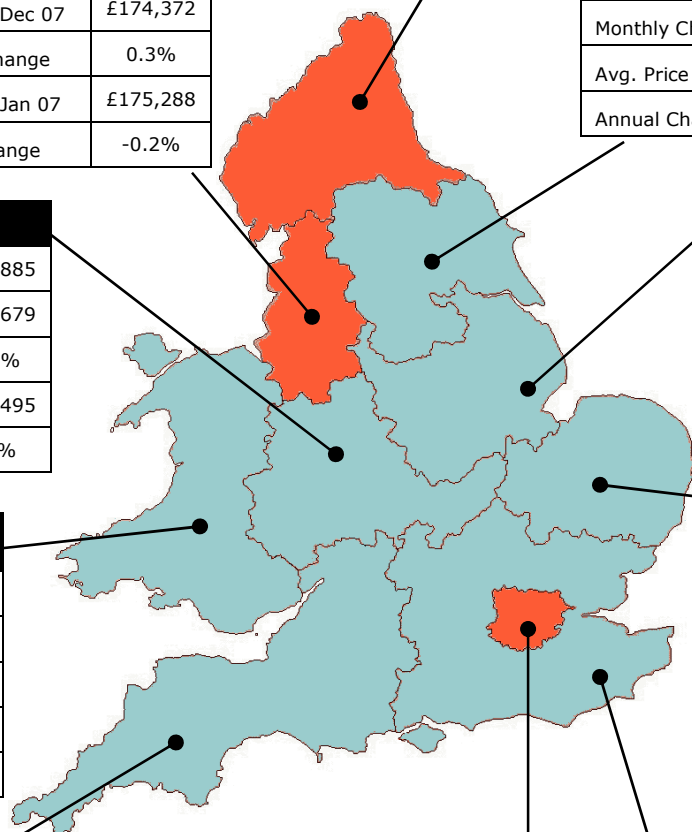 Dec 07 £174,372
ange 0.3%
Jan 07 £175,288
ange -0.2%
Monthly Ch
Avg. Price
Annual Cha
885
679
%
495
%